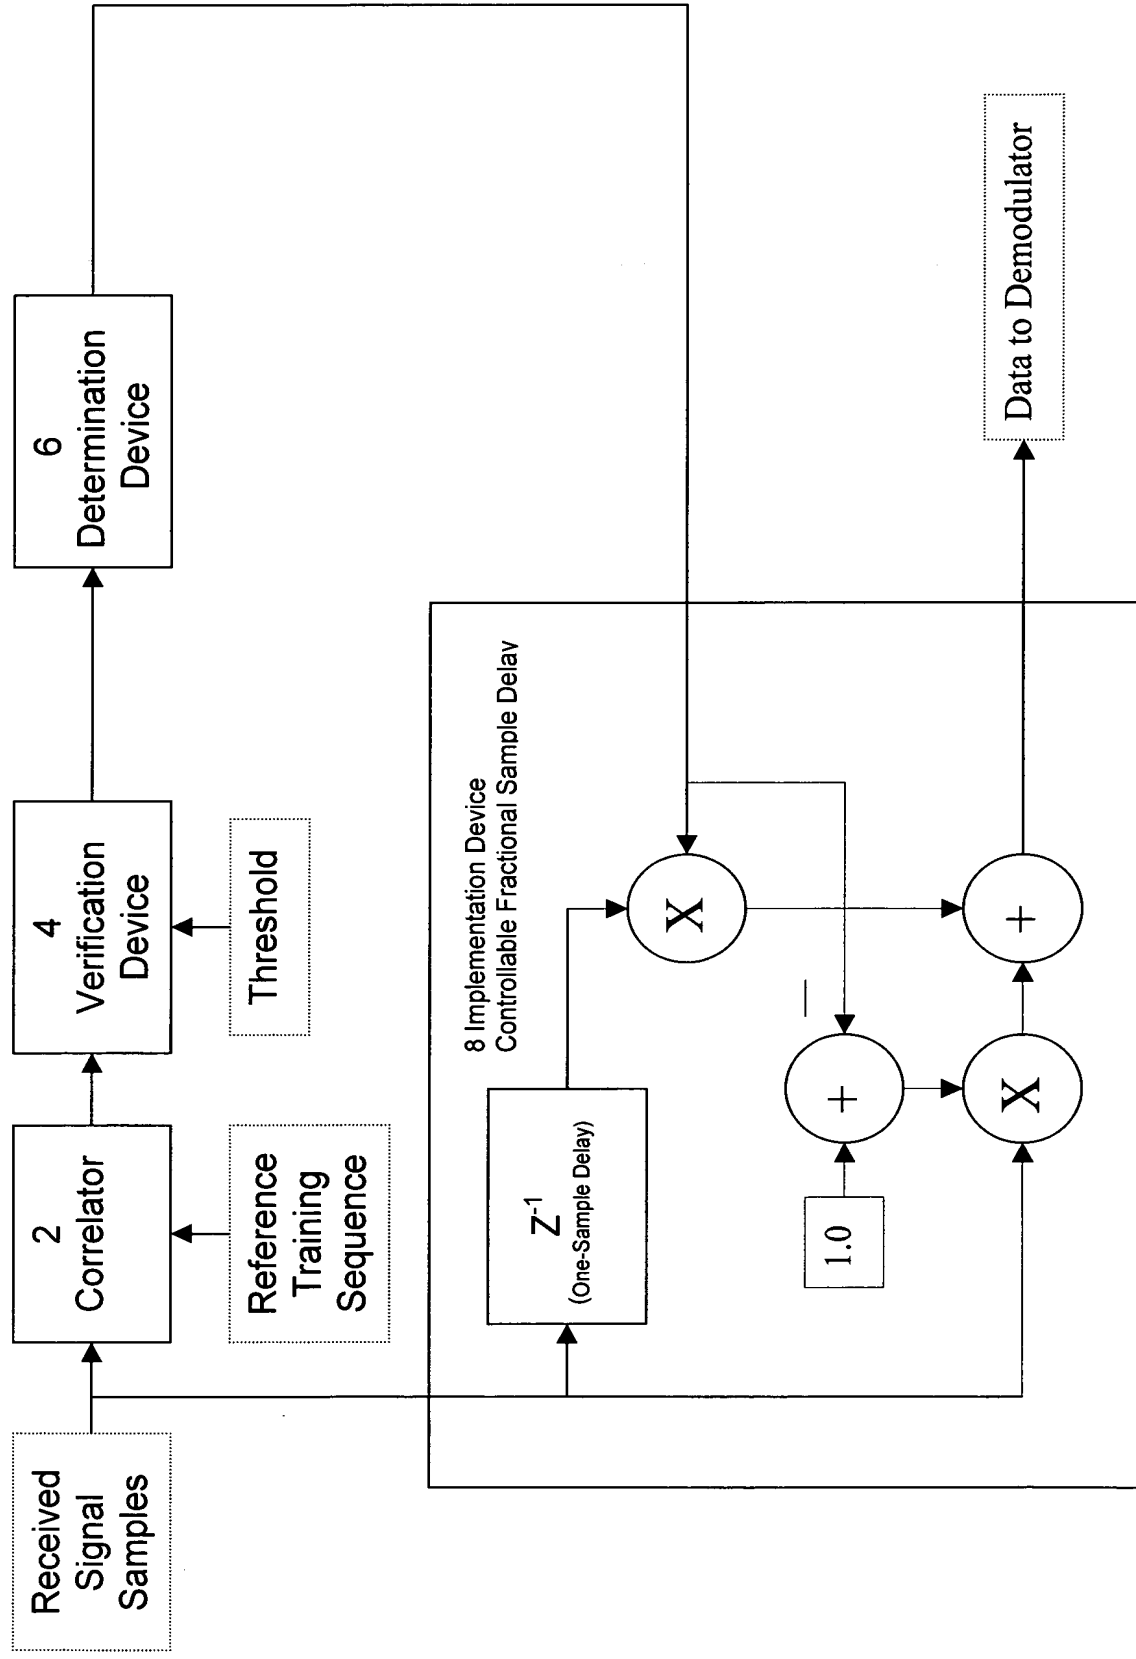 Received
Signal
Samples
2
Correlator
Reference
Training
Sequence
4
Verification
Device
Threshold
6
Determination
Device
8 Implementation Device
Controllable Fractional Sample Delay
Z-1
(One-Sample Delay)
X
1.0
+
–
X
+
Data to Demodulator